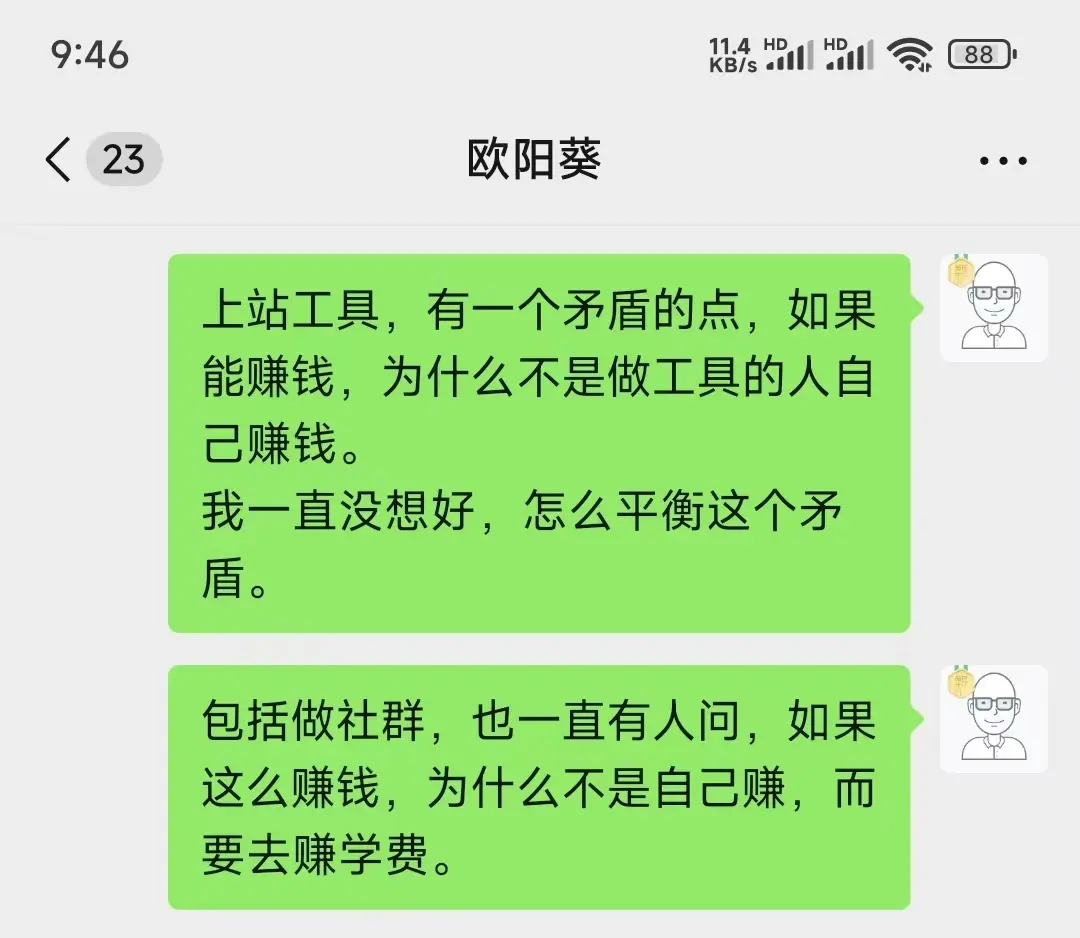 9:46
11.4
KB/s
HD
HD
88
23
欧阳葵
上站工具，有一个矛盾的点，如果
能赚钱，为什么不是做工具的人自
己赚钱。
我一直没想好，怎么平衡这个矛
盾。
包括做社群，也一直有人问，如果
这么赚钱，为什么不是自己赚，而
要去赚学费。